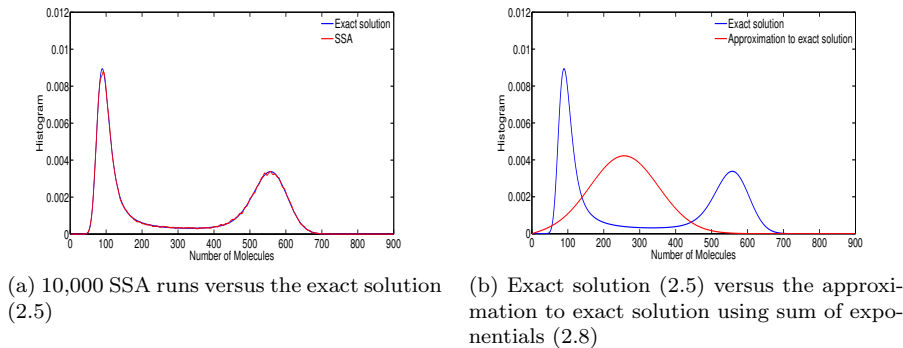 0.012
0.01
0.008
0.006
0.004
0.002
0
Histogram
0 100 200 300 400 500 600 700 800 900
Number of Molecules
Exact solution
SSA
(a) 10,000 SSA runs versus the exact solution
(2.5)
0.012
0.01
0.008
0.006
0.004
0.002
0
Histogram
0 100 200 300 400 500 600 700 800 900
Number of Molecules
Exact solution
Approximation to exact solution
(b) Exact solution (2.5) versus the approxi-
mation to exact solution using sum of expo-
nentials (2.8)